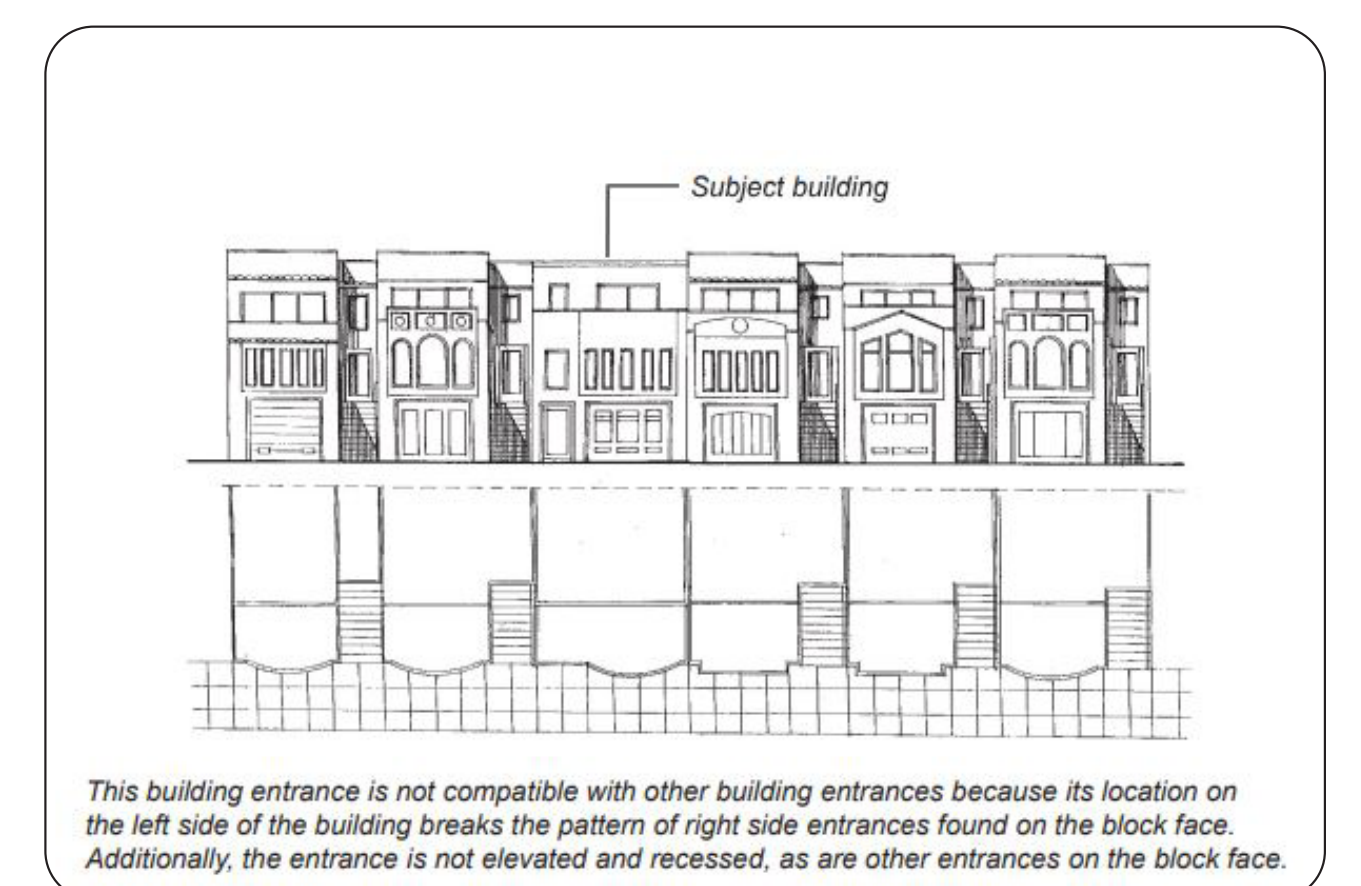 Subject building
This building entrance is not compatible with other building entrances because its location on
the left side of the building breaks the pattern of right side entrances found on the block face.
Additionally, the entrance is not elevated and recessed, as are other entrances on the block face.